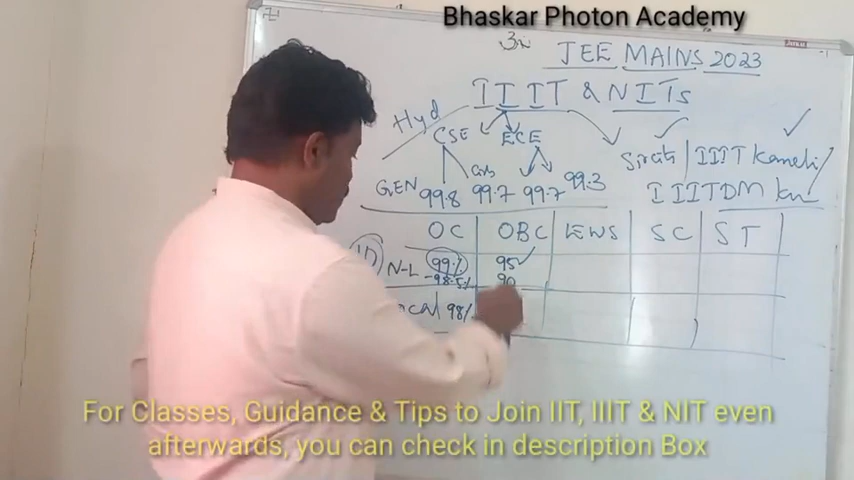 Bhaskar Photon Academy
JEE MAINS 2023
IIIT & NITs
Hyd
CSE ECE
Girls
GEN 99.8 99.7 99.7 99.3
IIIT
IIITDM
OC OBC EWS SC ST
N-L 99% 95
98.5% 90
98%
For Classes, Guidance & Tips to Join IIT, IIIT & NIT even
afterwards, you can check in description Box